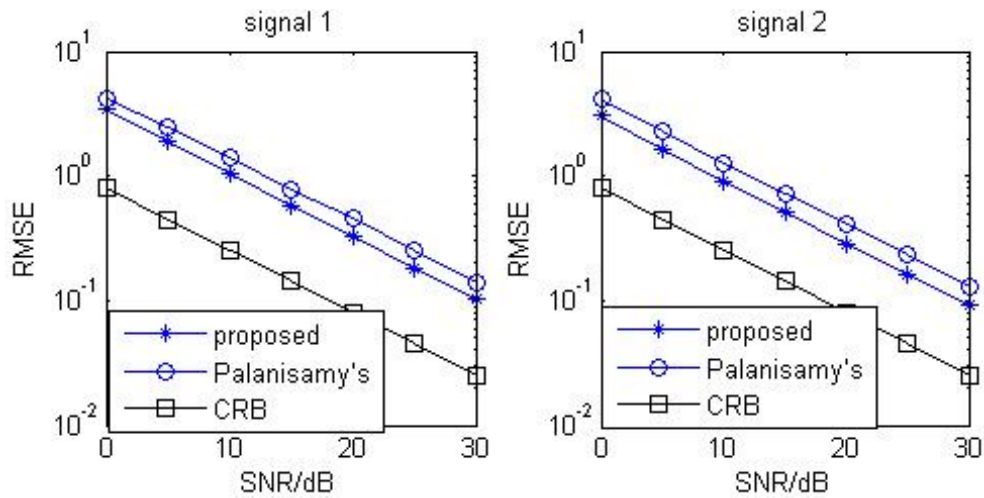 signal 1
10^1
10^0
10^-1
10^-2
RMSE
0 10 20 30
SNR/dB
proposed
Palanisamy's
CRB
signal 2
10^1
10^0
10^-1
10^-2
RMSE
0 10 20 30
SNR/dB
proposed
Palanisamy's
CRB